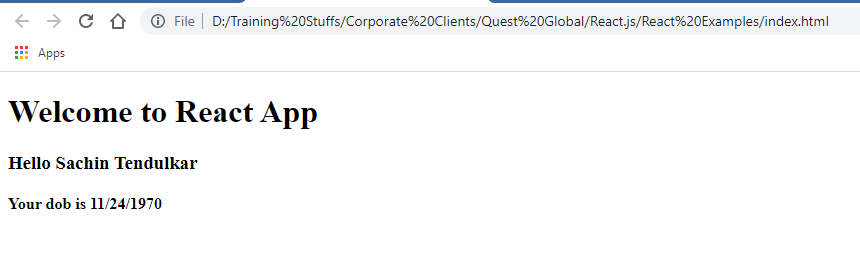 File D:/Training%20Stuffs/Corporate%20Clients/Quest%20Global/React.js/React%20Examples/index.html
Apps
Welcome to React App
Hello Sachin Tendulkar
Your dob is 11/24/1970